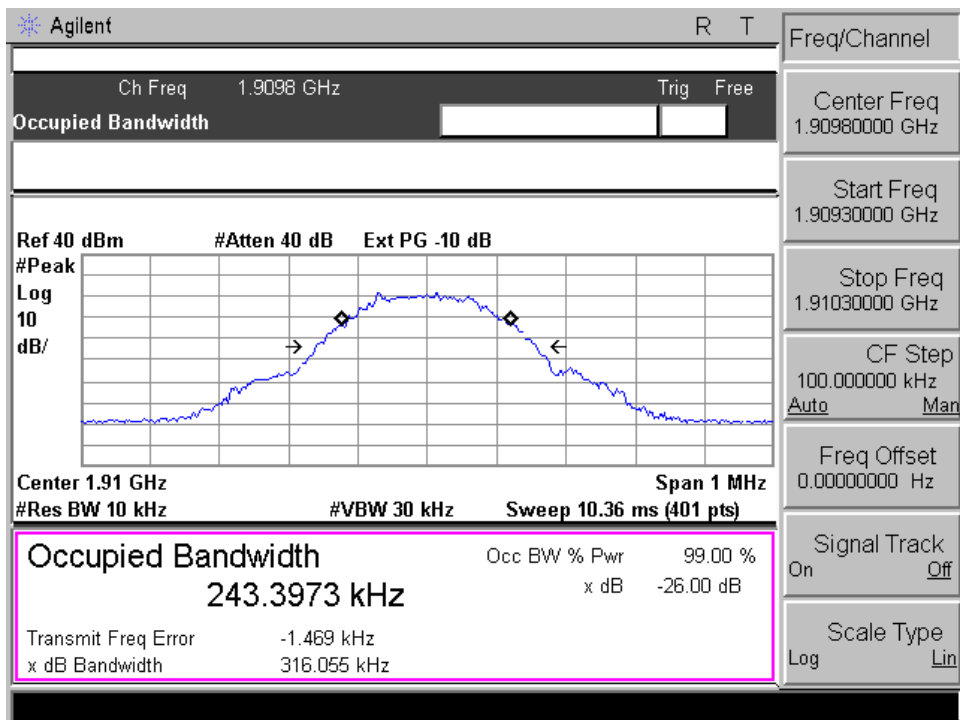 Agilent R T
Ch Freq 1.9098 GHz Trig Free
Occupied Bandwidth
Ref 40 dBm #Atten 40 dB Ext PG -10 dB
#Peak
Log
10
dB/
Center 1.91 GHz Span 1 MHz
#Res BW 10 kHz #VBW 30 kHz Sweep 10.36 ms (401 pts)
Occupied Bandwidth
243.3973 kHz
Occ BW % Pwr 99.00 %
x dB -26.00 dB
Transmit Freq Error -1.469 kHz
x dB Bandwidth 316.055 kHz
Freq/Channel
Center Freq
1.90980000 GHz
Start Freq
1.90930000 GHz
Stop Freq
1.91030000 GHz
CF Step
100.000000 kHz
Auto Man
Freq Offset
0.00000000 Hz
Signal Track
On Off
Scale Type
Log Lin